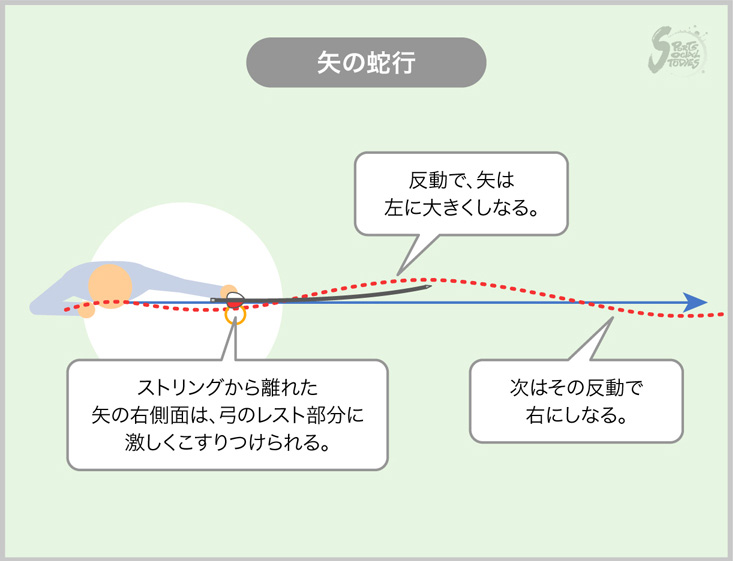 矢の蛇行
SPORTS
SOCIAL
STUDIES
反動で、矢は
左に大きくしなる。
ストリングから離れた
矢の右側面は、弓のレスト部分に
激しくこすりつけられる。
次はその反動で
右にしなる。